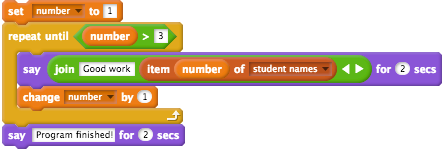 set number to 1
repeat until number > 3
say join Good work item number of student names for 2 secs
change number by 1
say Program finished! for 2 secs